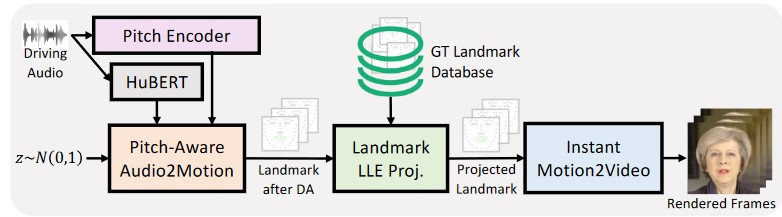 Pitch Encoder
Driving
Audio
HuBERT
GT Landmark
Database
z~N(0,1)
Pitch-Aware
Audio2Motion
Landmark
after DA
Landmark
LLE Proj.
Projected
Landmark
Instant
Motion2Video
Rendered Frames